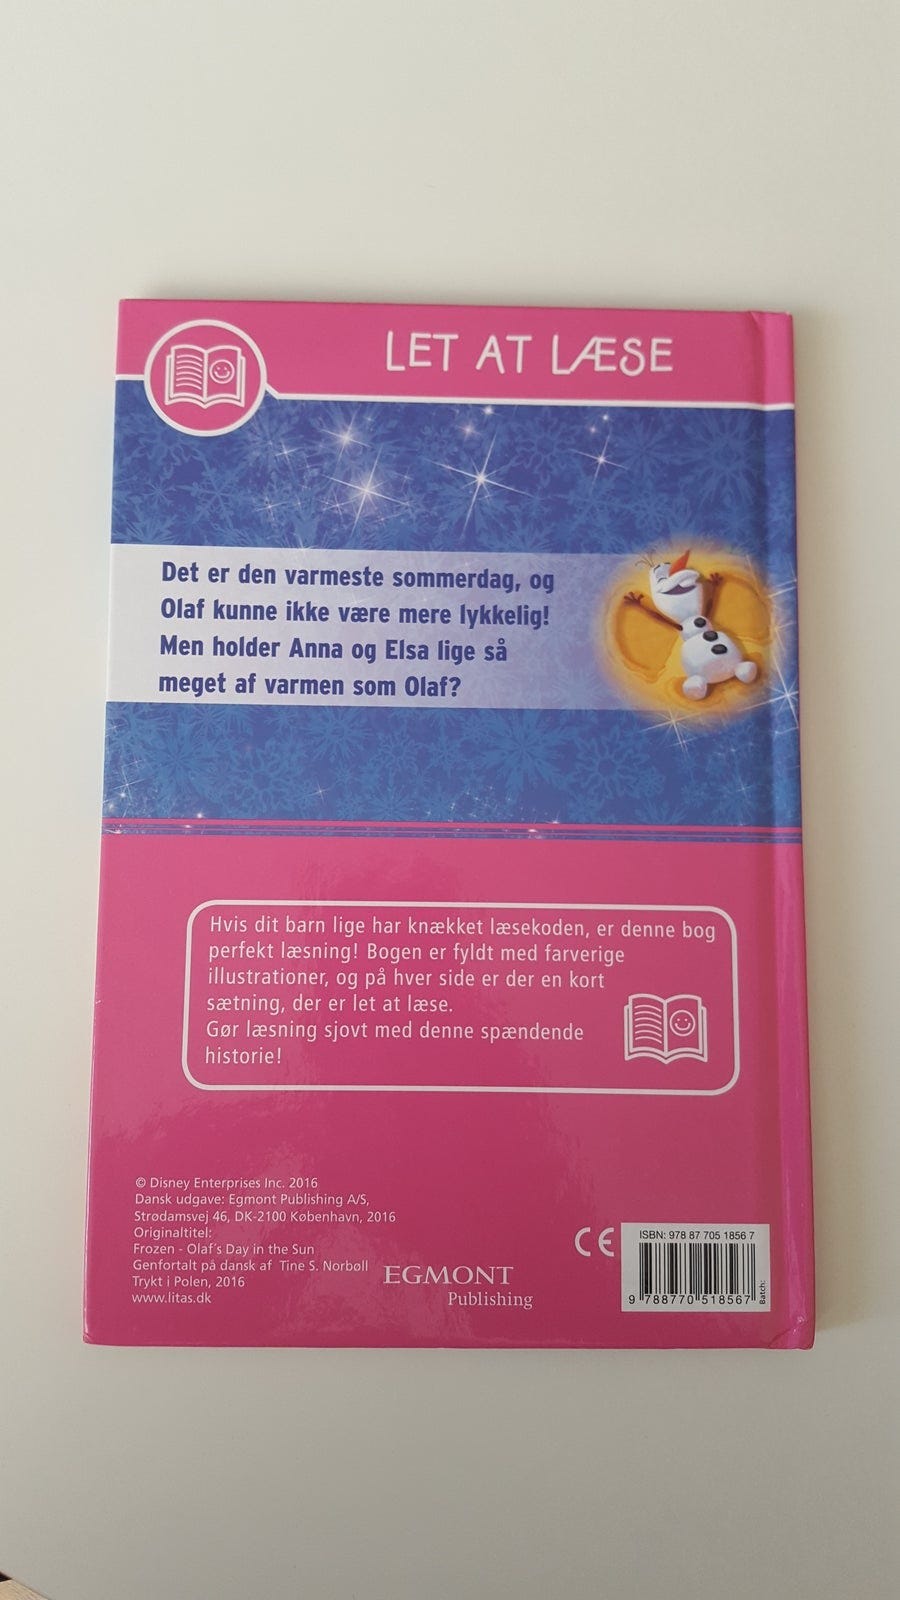 LET AT LÆSE
Det er den varmeste sommerdag, og
Olaf kunne ikke være mere lykkelig!
Men holder Anna og Elsa lige så
meget af varmen som Olaf?
Hvis dit barn lige har knækket læsekoden, er denne bog
perfekt læsning! Bogen er fyldt med farverige
illustrationer, og på hver side er der en kort
sætning, der er let at læse.
Gør læsning sjovt med denne spændende
historie!
© Disney Enterprises Inc. 2016
Dansk udgave: Egmont Publishing A/S,
Strødamsvej 46, DK-2100 København, 2016
Originaltitel:
Frozen - Olaf's Day in the Sun
Genfortalt på dansk af Tine S. Norbøll
Trykt i Polen, 2016
www.litas.dk
EGMONT
Publishing
CE
ISBN: 978 87 705 1856 7
9 788770 518567
Batch: